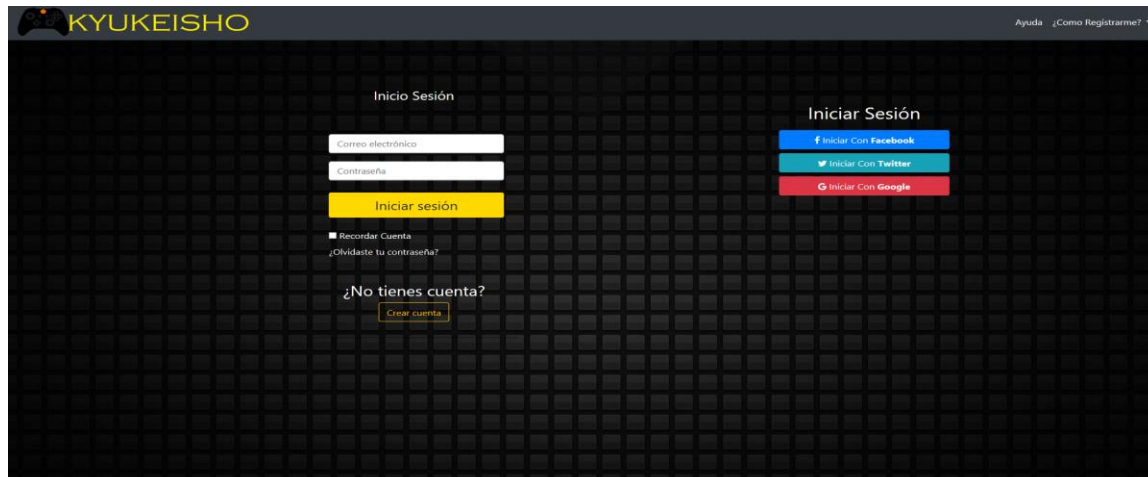 KYUKEISHO
Ayuda ¿Como Registrarme?
Inicio Sesión
Correo electrónico
Contraseña
Iniciar sesión
Recordar Cuenta
¿Olvidaste tu contraseña?
¿No tienes cuenta?
Crear cuenta
Iniciar Sesión
Iniciar Con Facebook
Iniciar Con Twitter
G Iniciar Con Google